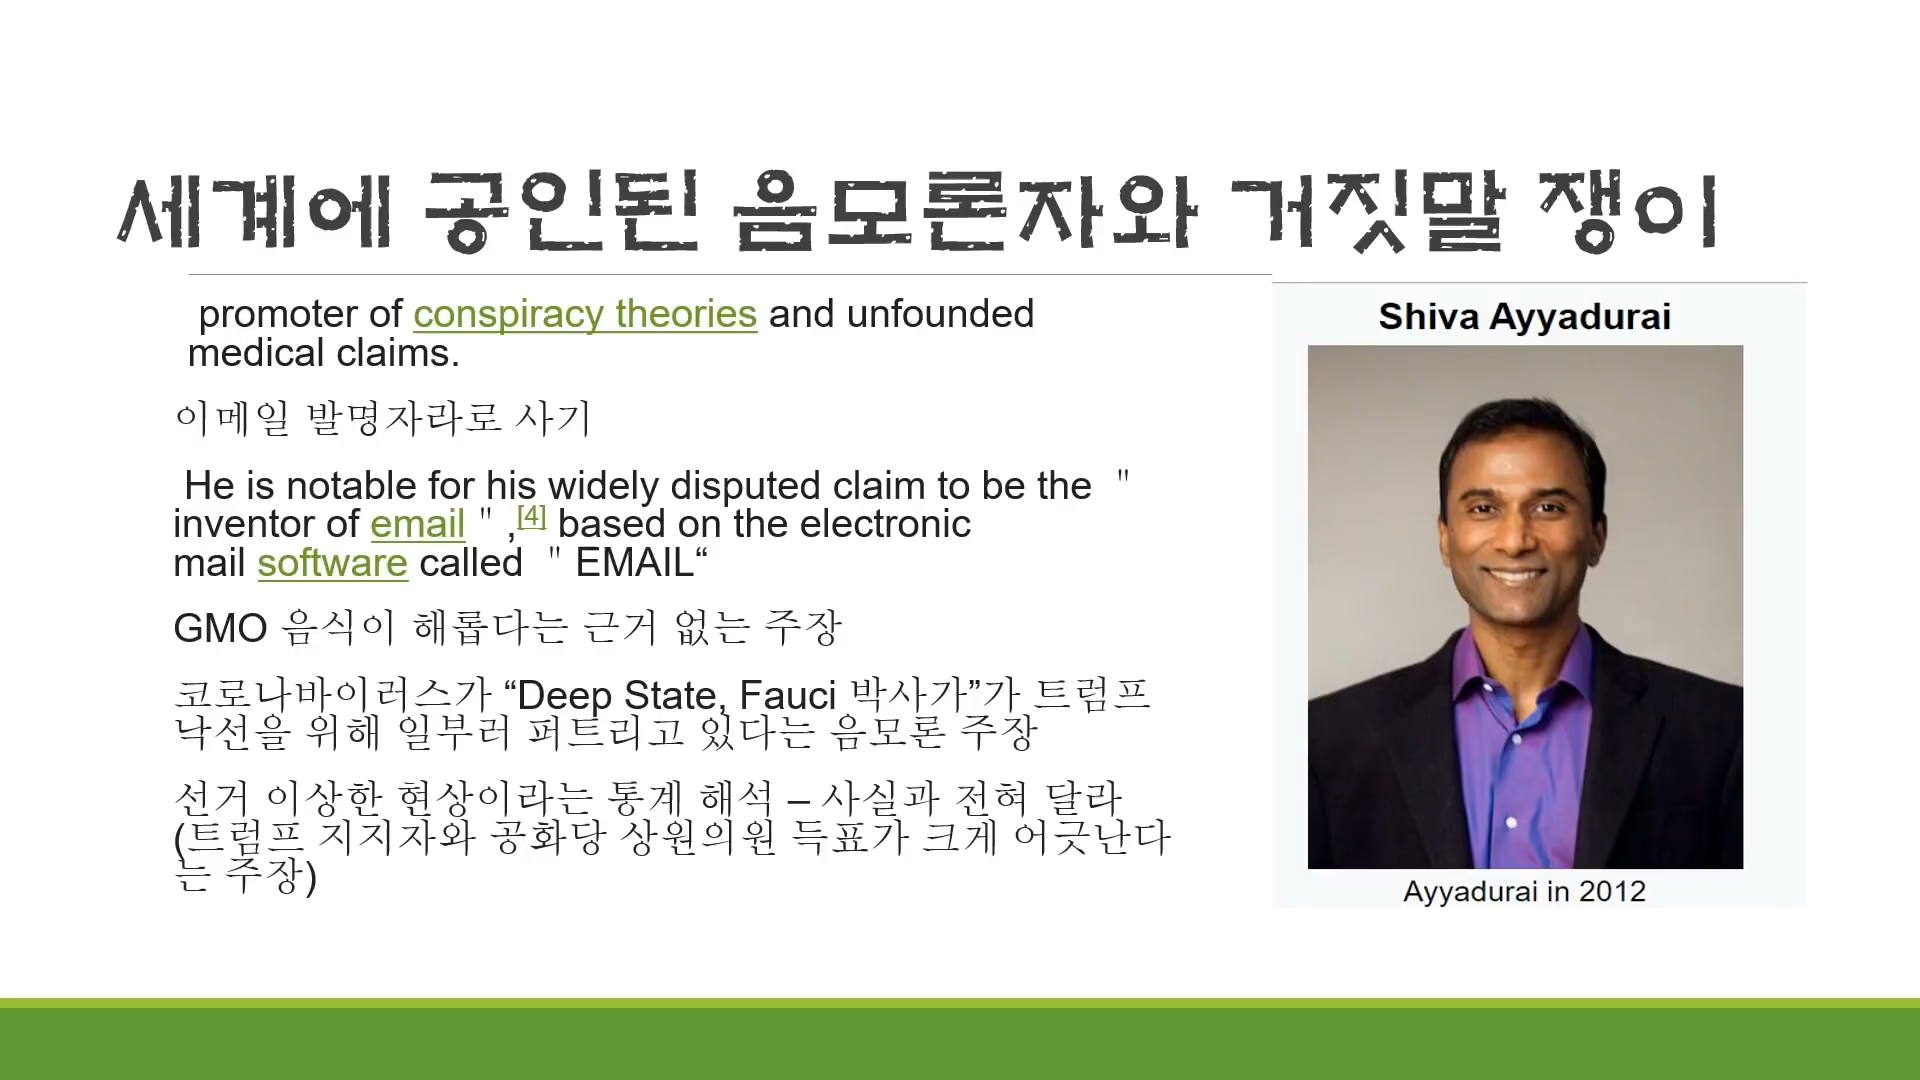 세계에 공인된 음모론자와 거짓말 쟁이
promoter of conspiracy theories and unfounded
medical claims.
이메일 발명자라로 사기
He is notable for his widely disputed claim to be the "
inventor of email " ,[4] based on the electronic
mail software called " EMAIL“
GMO 음식이 해롭다는 근거 없는 주장
코로나바이러스가 “Deep State, Fauci 박사가”가 트럼프
낙선을 위해 일부러 퍼트리고 있다는 음모론 주장
선거 이상한 현상이라는 통계 해석 – 사실과 전혀 달라
(트럼프 지지자와 공화당 상원의원 득표가 크게 어긋난다
는 주장)
Shiva Ayyadurai
Ayyadurai in 2012